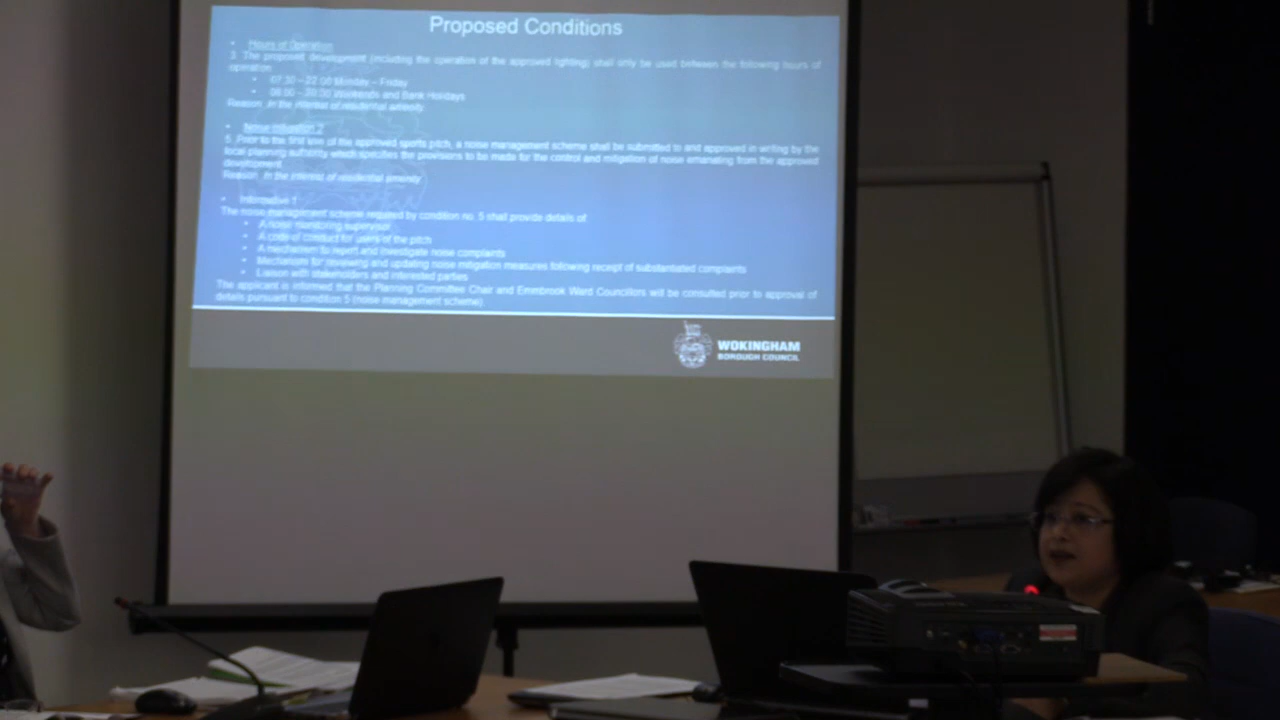 Proposed Conditions
• Hours of Operation
3. The proposed development (including the operation of the approved lighting) shall only be used between the following hours of
operation:
• 07:30 – 22:00 Monday – Friday
• 08:00 – 20:00 Weekends and Bank Holidays
Reason: In the interest of residential amenity
• Noise mitigation 2
5. Prior to the first use of the approved sports pitch, a noise management scheme shall be submitted to and approved in writing by the
local planning authority which specifies the provisions to be made for the control and mitigation of noise emanating from the approved
development.
Reason: In the interest of residential amenity
• Informative 1
The noise management scheme required by condition no. 5 shall provide details of
• A noise monitoring supervisor
• A code of conduct for users of the pitch
• A mechanism to report and investigate noise complaints
• Mechanism for reviewing and updating noise mitigation measures following receipt of substantiated complaints
• Liaison with stakeholders and interested parties
The applicant is informed that the Planning Committee Chair and Emmbrook Ward Councillors will be consulted prior to approval of
details pursuant to condition 5 (noise management scheme)
WOKINGHAM
BOROUGH COUNCIL